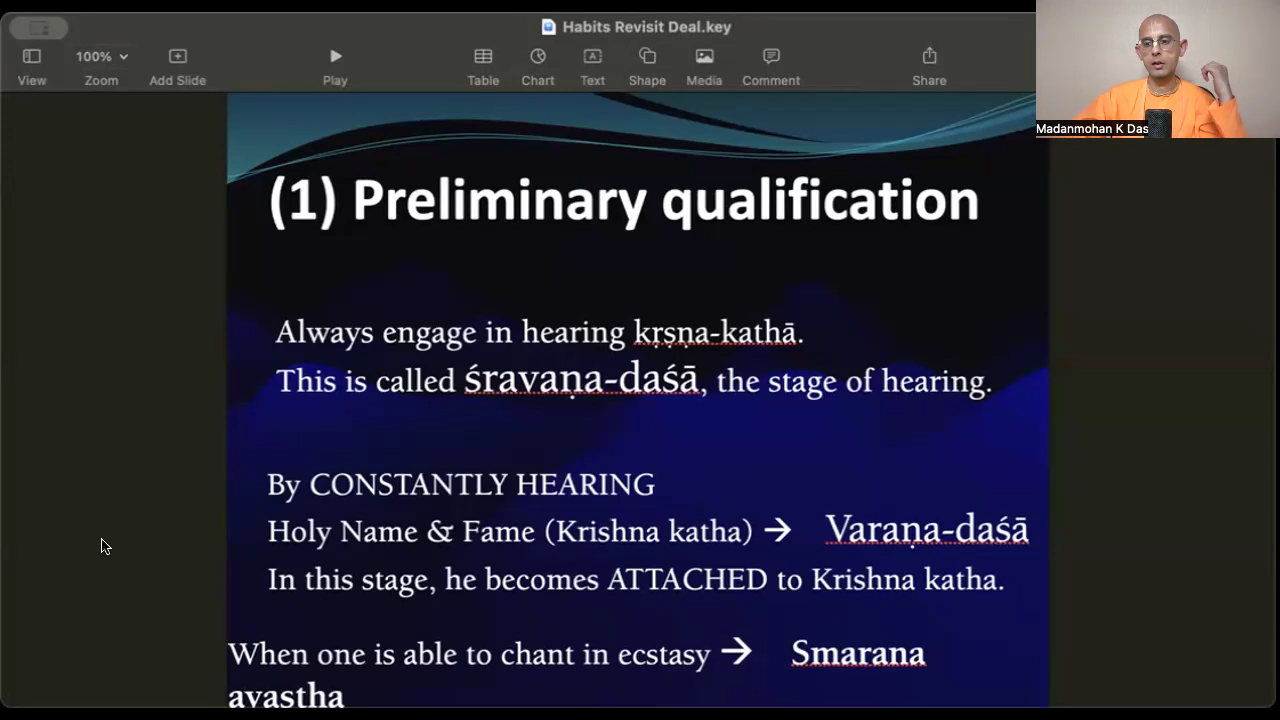 Habits Revisit Deal.key
100%
View
Zoom
Add Slide
Play
Table
Chart
Text
Shape
Media
Comment
Share
Madanmohan K Das
(1) Preliminary qualification
Always engage in hearing kṛṣṇa-kathā.
This is called śravaṇa-daśā, the stage of hearing.
By CONSTANTLY HEARING
Holy Name & Fame (Krishna katha) → Varaṇa-daśā
In this stage, he becomes ATTACHED to Krishna katha.
When one is able to chant in ecstasy → Smarana
avastha